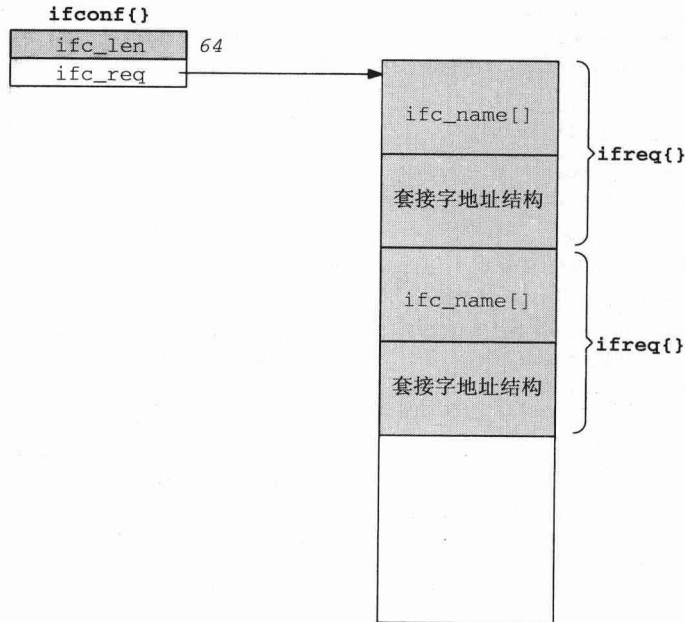 ifconf{}
ifc_len
64
ifc_req
ifc_name[]
ifreq{}
套接字地址结构
ifc_name[]
ifreq{}
套接字地址结构